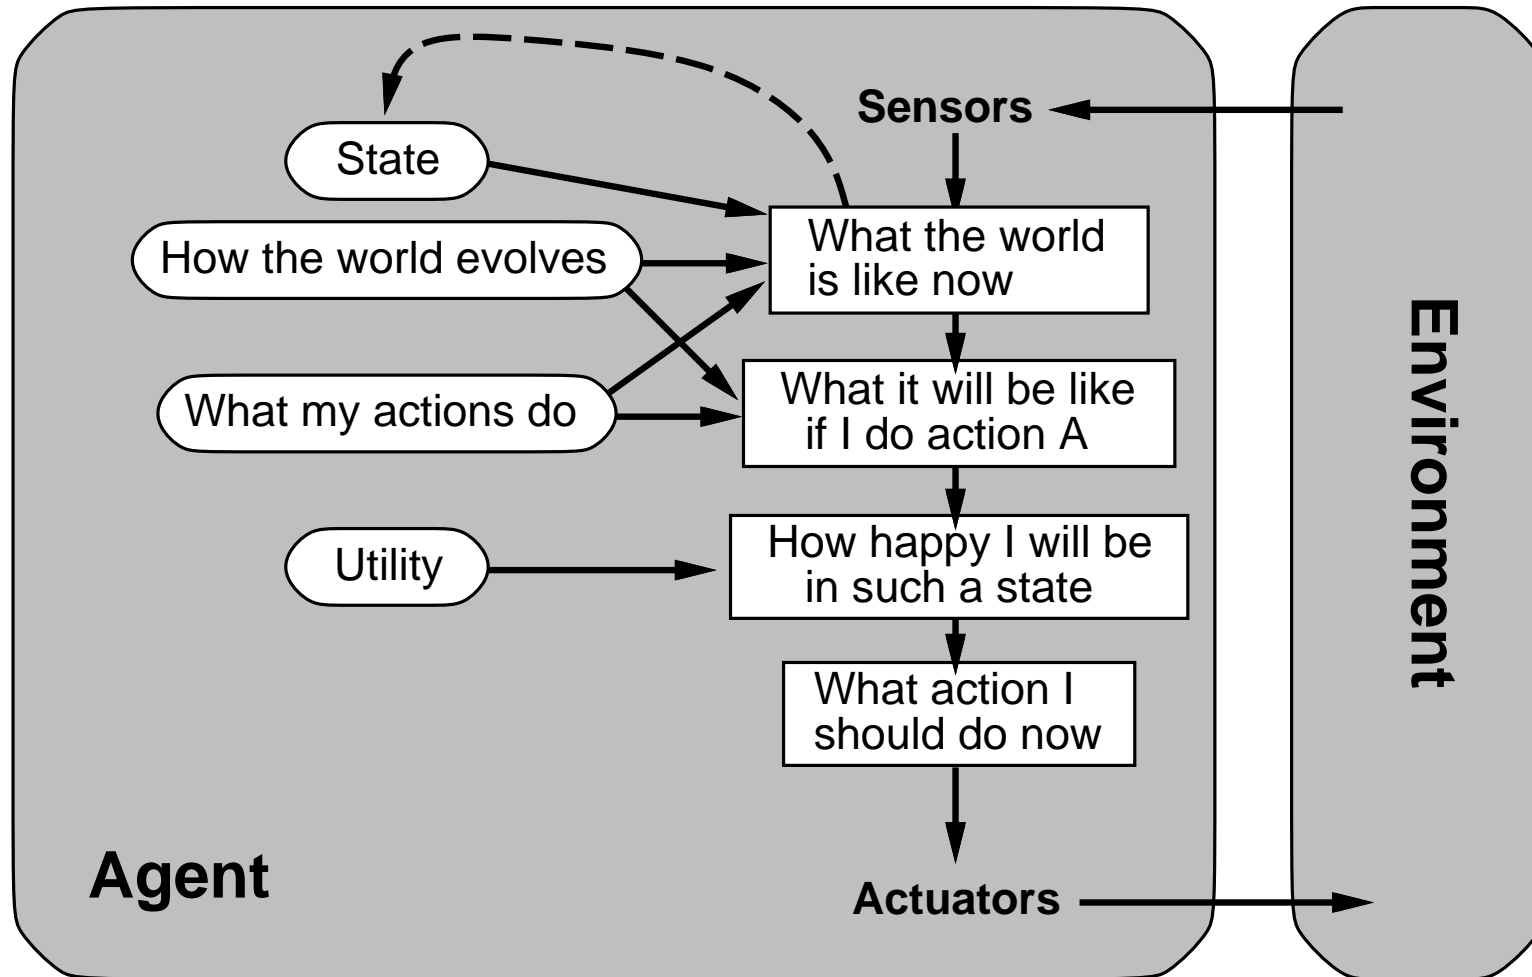 Sensors
State
What the world
is like now
How the world evolves
What it will be like
if I do action A
What my actions do
How happy I will be
in such a state
Utility
What action I
should do now
Agent
Actuators
Environment